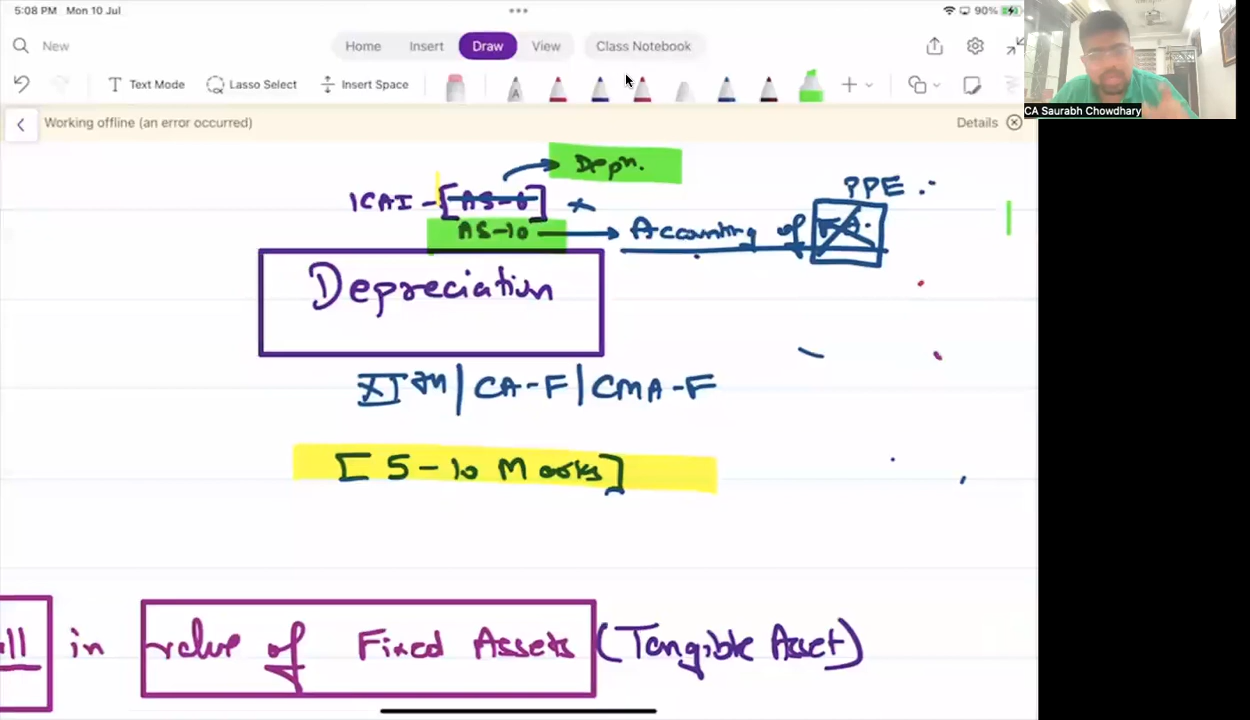 5:08 PM Mon 10 Jul
90%
New
Home Insert Draw View Class Notebook
Text Mode Lasso Select Insert Space
Working offline (an error occurred)
Details
CA Saurabh Chowdhary
Depn.
ICAI - [AS-6]
PPE
AS-10 → Accounting of F.A.
Depreciation
XI TH | CA-F | CMA-F
[5-10 Marks]
in value of Fixed Assets (Tangible Asset)